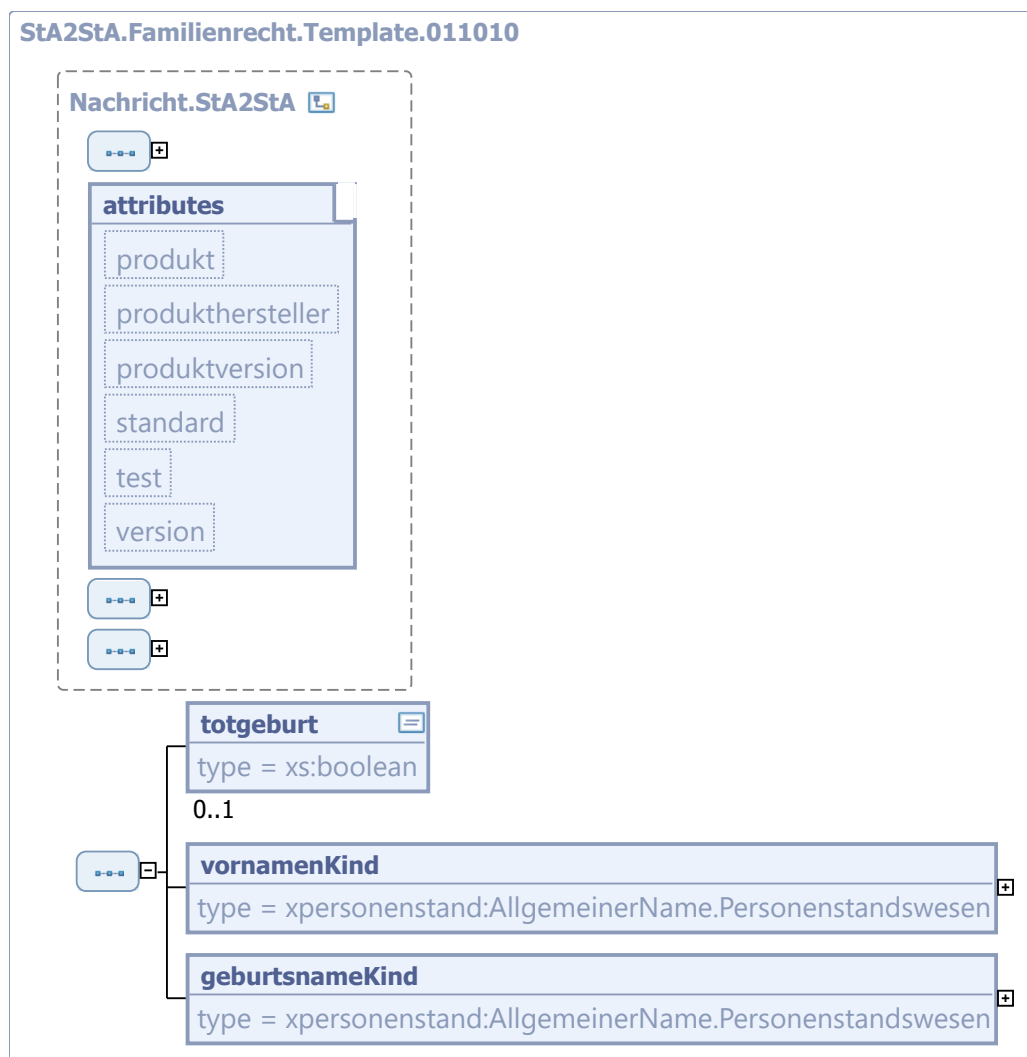 StA2StA.Familienrecht.Template.011010
Nachricht.StA2StA
attributes
produkt
produkthersteller
produktversion
standard
test
version
totgeburt
type = xs:boolean
0..1
vornamenKind
type = xpersonenstand:AllgemeinerName.Personenstandswesen
geburtsnameKind
type = xpersonenstand:AllgemeinerName.Personenstandswesen